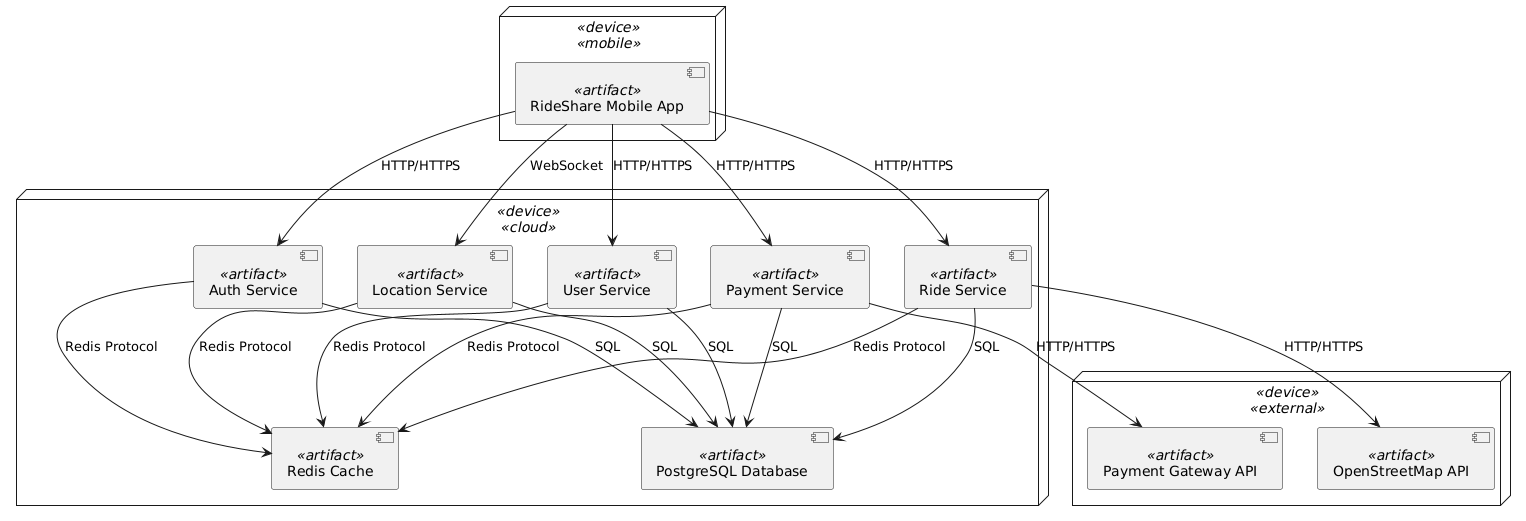 «device»
«mobile»
«artifact»
RideShare Mobile App
HTTP/HTTPS
WebSocket
HTTP/HTTPS
HTTP/HTTPS
HTTP/HTTPS
«device»
«cloud»
«artifact»
Auth Service
«artifact»
Location Service
«artifact»
User Service
«artifact»
Payment Service
«artifact»
Ride Service
Redis Protocol
Redis Protocol
Redis Protocol
Redis Protocol
SQL
SQL
SQL
SQL
Redis Protocol
SQL
HTTP/HTTPS
HTTP/HTTPS
«artifact»
Redis Cache
«artifact»
PostgreSQL Database
«device»
«external»
«artifact»
Payment Gateway API
«artifact»
OpenStreetMap API